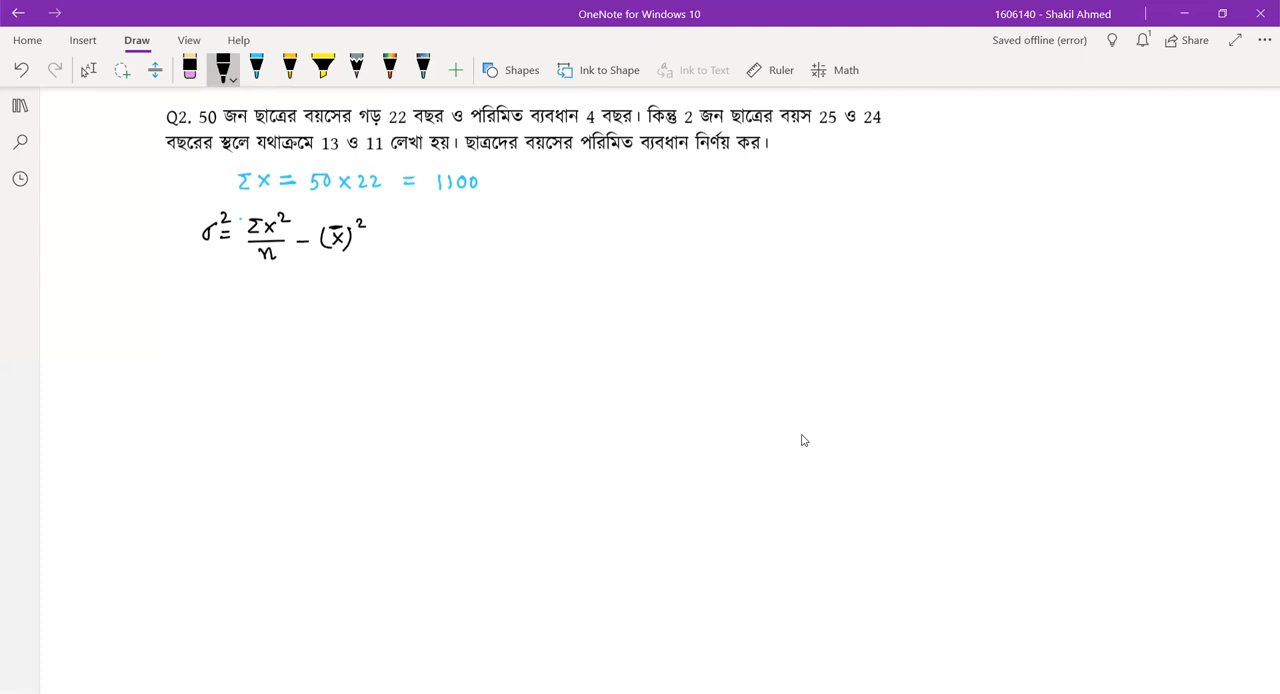 OneNote for Windows 10
1606140 - Shakil Ahmed
Home Insert Draw View Help
Saved offline (error)
1
Share
Shapes
Ink to Shape
Ink to Text
Ruler
Math
Q2. 50 জন ছাত্রের বয়সের গড় 22 বছর ও পরিমিত ব্যবধান 4 বছর। কিন্তু 2 জন ছাত্রের বয়স 25 ও 24
বছরের স্থলে যথাক্রমে 13 ও 11 লেখা হয়। ছাত্রদের বয়সের পরিমিত ব্যবধান নির্ণয় কর।
Σx = 50 × 22 = 1100
σ² = Σx²/n − (x̄)²